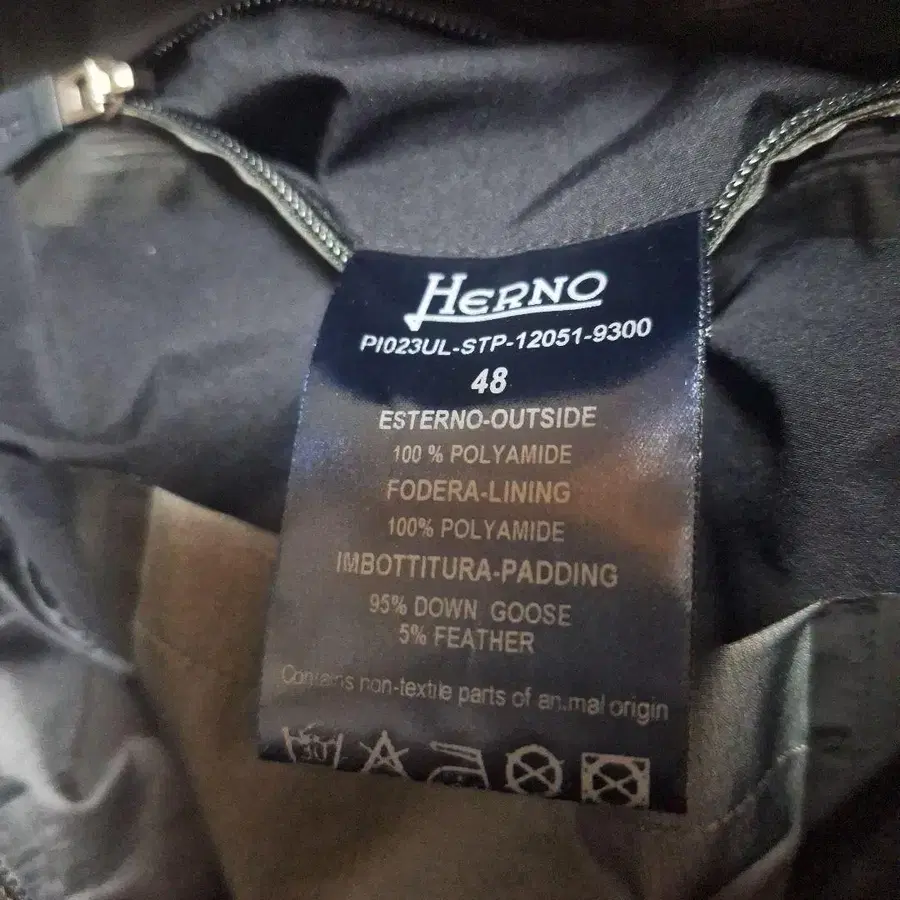 HERNO
PI023UL-STP-12051-9300
48
ESTERNO-OUTSIDE
100 % POLYAMIDE
FODERA-LINING
100% POLYAMIDE
IMBOTTITURA-PADDING
95% DOWN GOOSE
5% FEATHER
Contains non-textile parts of animal origin
30